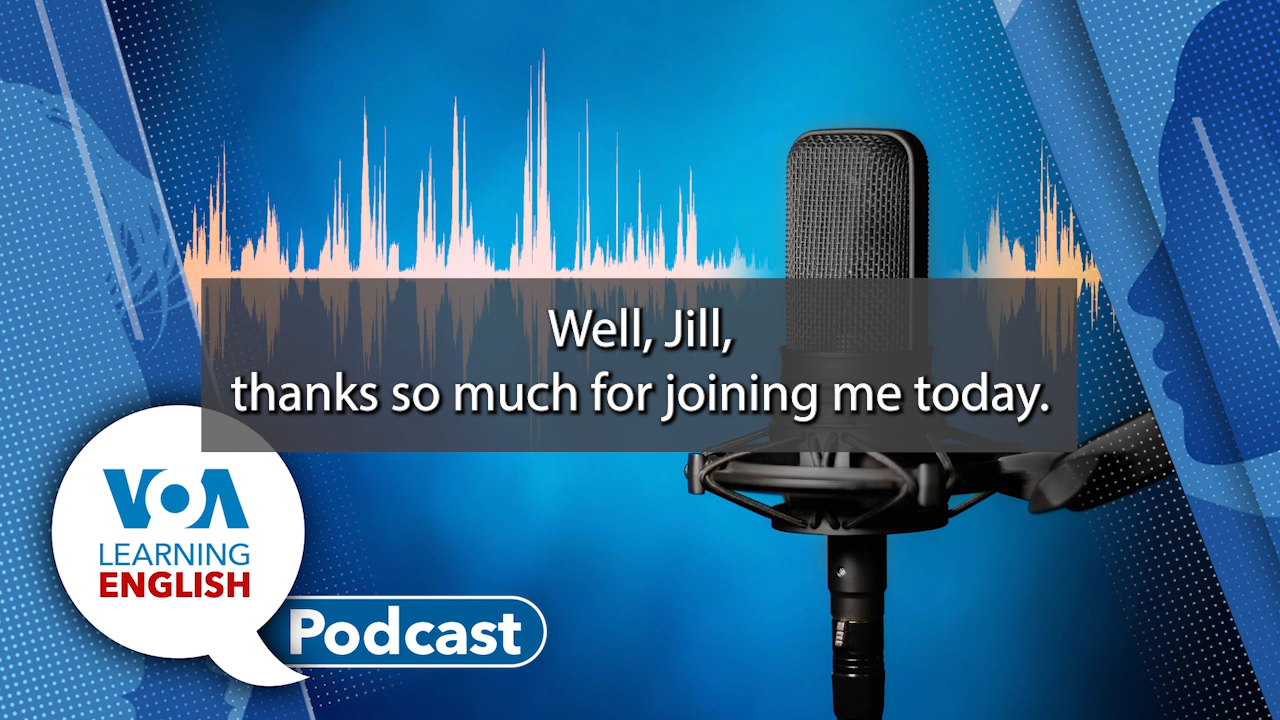 Well, Jill,
thanks so much for joining me today.
VOA
LEARNING
ENGLISH
Podcast